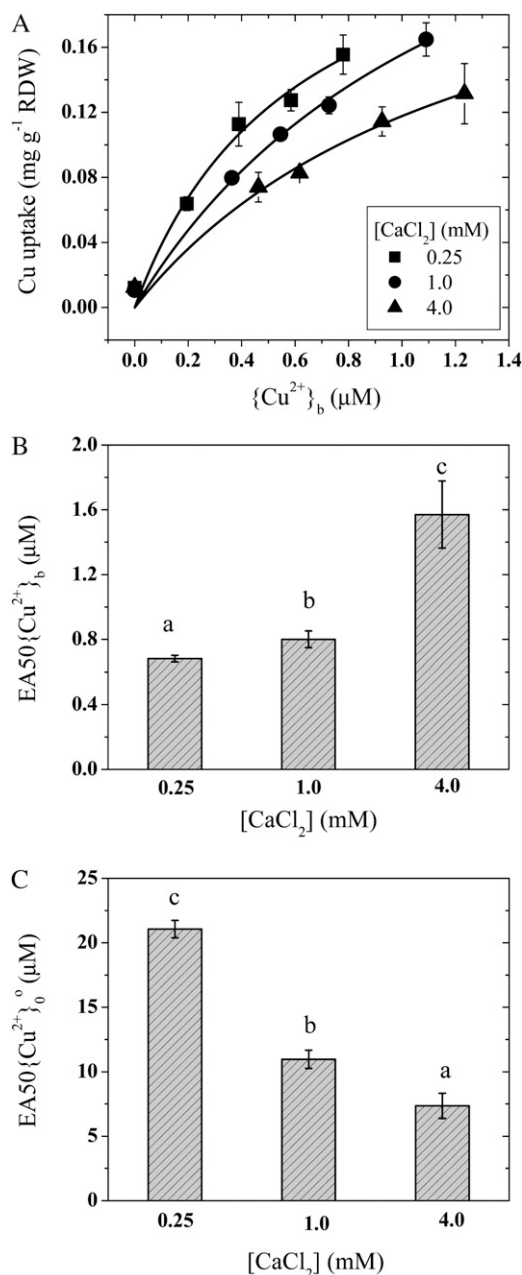 A
Cu uptake (mg g⁻¹ RDW)
0.16
0.12
0.08
0.04
0.00
[CaCl₂] (mM)
0.25
1.0
4.0
0.0 0.2 0.4 0.6 0.8 1.0 1.2 1.4
{Cu²⁺}b (µM)
B
EA50{Cu²⁺}b (µM)
2.0
1.6
1.2
0.8
0.4
0.0
a
b
c
0.25 1.0 4.0
[CaCl₂] (mM)
C
EA50{Cu²⁺}₀° (µM)
25
20
15
10
5
0
c
b
a
0.25 1.0 4.0
[CaCl₂] (mM)